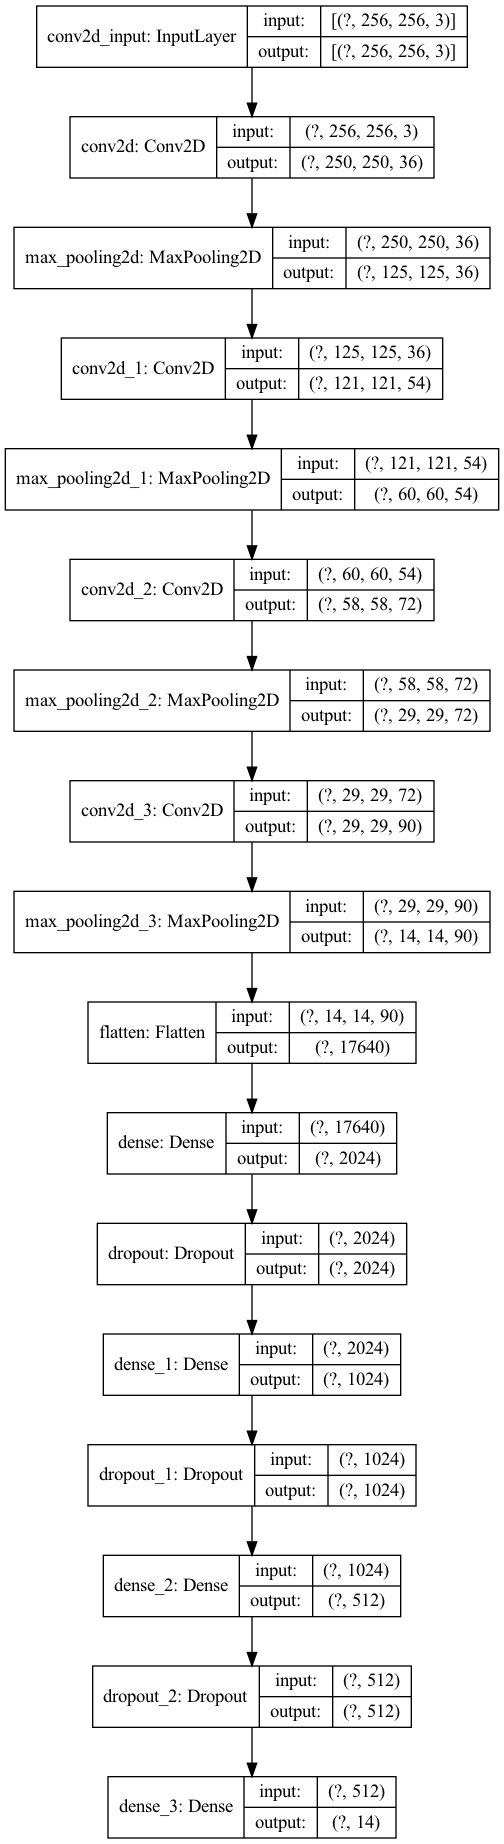 conv2d_input: InputLayer
input: [(?, 256, 256, 3)]
output: [(?, 256, 256, 3)]
conv2d: Conv2D
input: (?, 256, 256, 3)
output: (?, 250, 250, 36)
max_pooling2d: MaxPooling2D
input: (?, 250, 250, 36)
output: (?, 125, 125, 36)
conv2d_1: Conv2D
input: (?, 125, 125, 36)
output: (?, 121, 121, 54)
max_pooling2d_1: MaxPooling2D
input: (?, 121, 121, 54)
output: (?, 60, 60, 54)
conv2d_2: Conv2D
input: (?, 60, 60, 54)
output: (?, 58, 58, 72)
max_pooling2d_2: MaxPooling2D
input: (?, 58, 58, 72)
output: (?, 29, 29, 72)
conv2d_3: Conv2D
input: (?, 29, 29, 72)
output: (?, 29, 29, 90)
max_pooling2d_3: MaxPooling2D
input: (?, 29, 29, 90)
output: (?, 14, 14, 90)
flatten: Flatten
input: (?, 14, 14, 90)
output: (?, 17640)
dense: Dense
input: (?, 17640)
output: (?, 2024)
dropout: Dropout
input: (?, 2024)
output: (?, 2024)
dense_1: Dense
input: (?, 2024)
output: (?, 1024)
dropout_1: Dropout
input: (?, 1024)
output: (?, 1024)
dense_2: Dense
input: (?, 1024)
output: (?, 512)
dropout_2: Dropout
input: (?, 512)
output: (?, 512)
dense_3: Dense
input: (?, 512)
output: (?, 14)